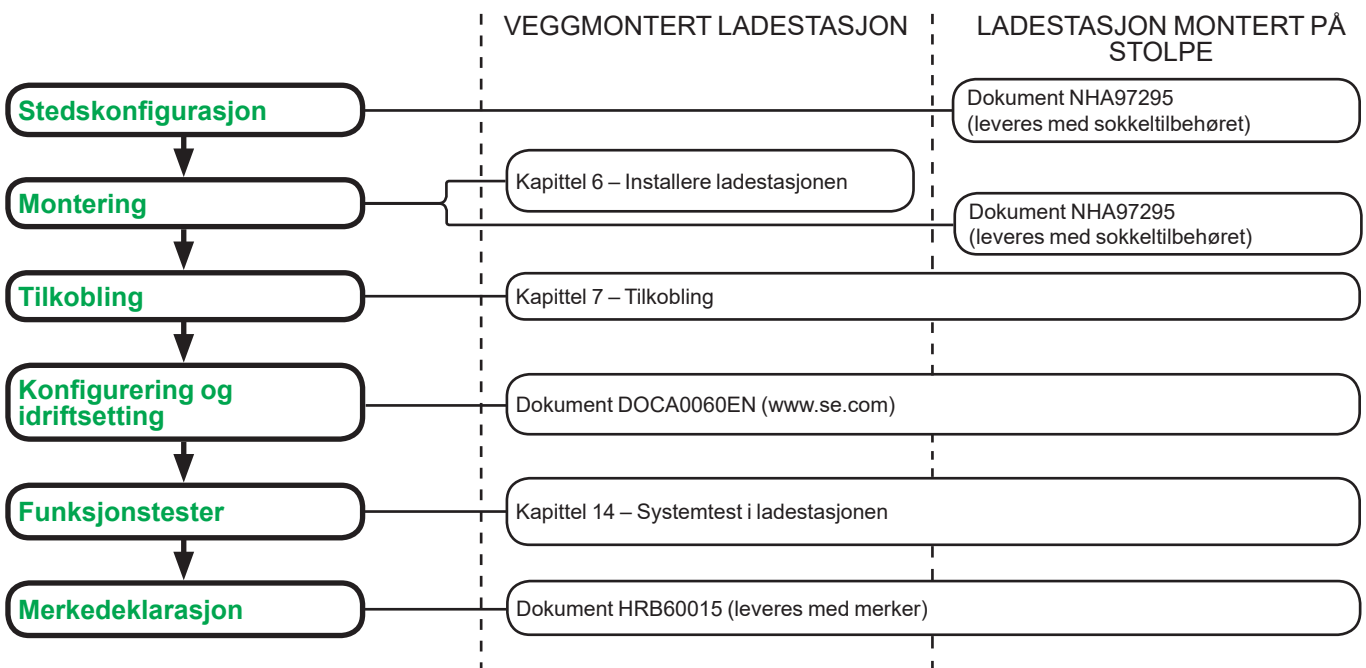 VEGGMONTERT LADESTASJON
LADESTASJON MONTERT PÅ
STOLPE
Stedskonfigurasjon
Dokument NHA97295
(leveres med sokkeltilbehøret)
Montering
Kapittel 6 – Installere ladestasjonen
Dokument NHA97295
(leveres med sokkeltilbehøret)
Tilkobling
Kapittel 7 – Tilkobling
Konfigurering og
idriftsetting
Dokument DOCA0060EN (www.se.com)
Funksjonstester
Kapittel 14 – Systemtest i ladestasjonen
Merkedeklarasjon
Dokument HRB60015 (leveres med merker)